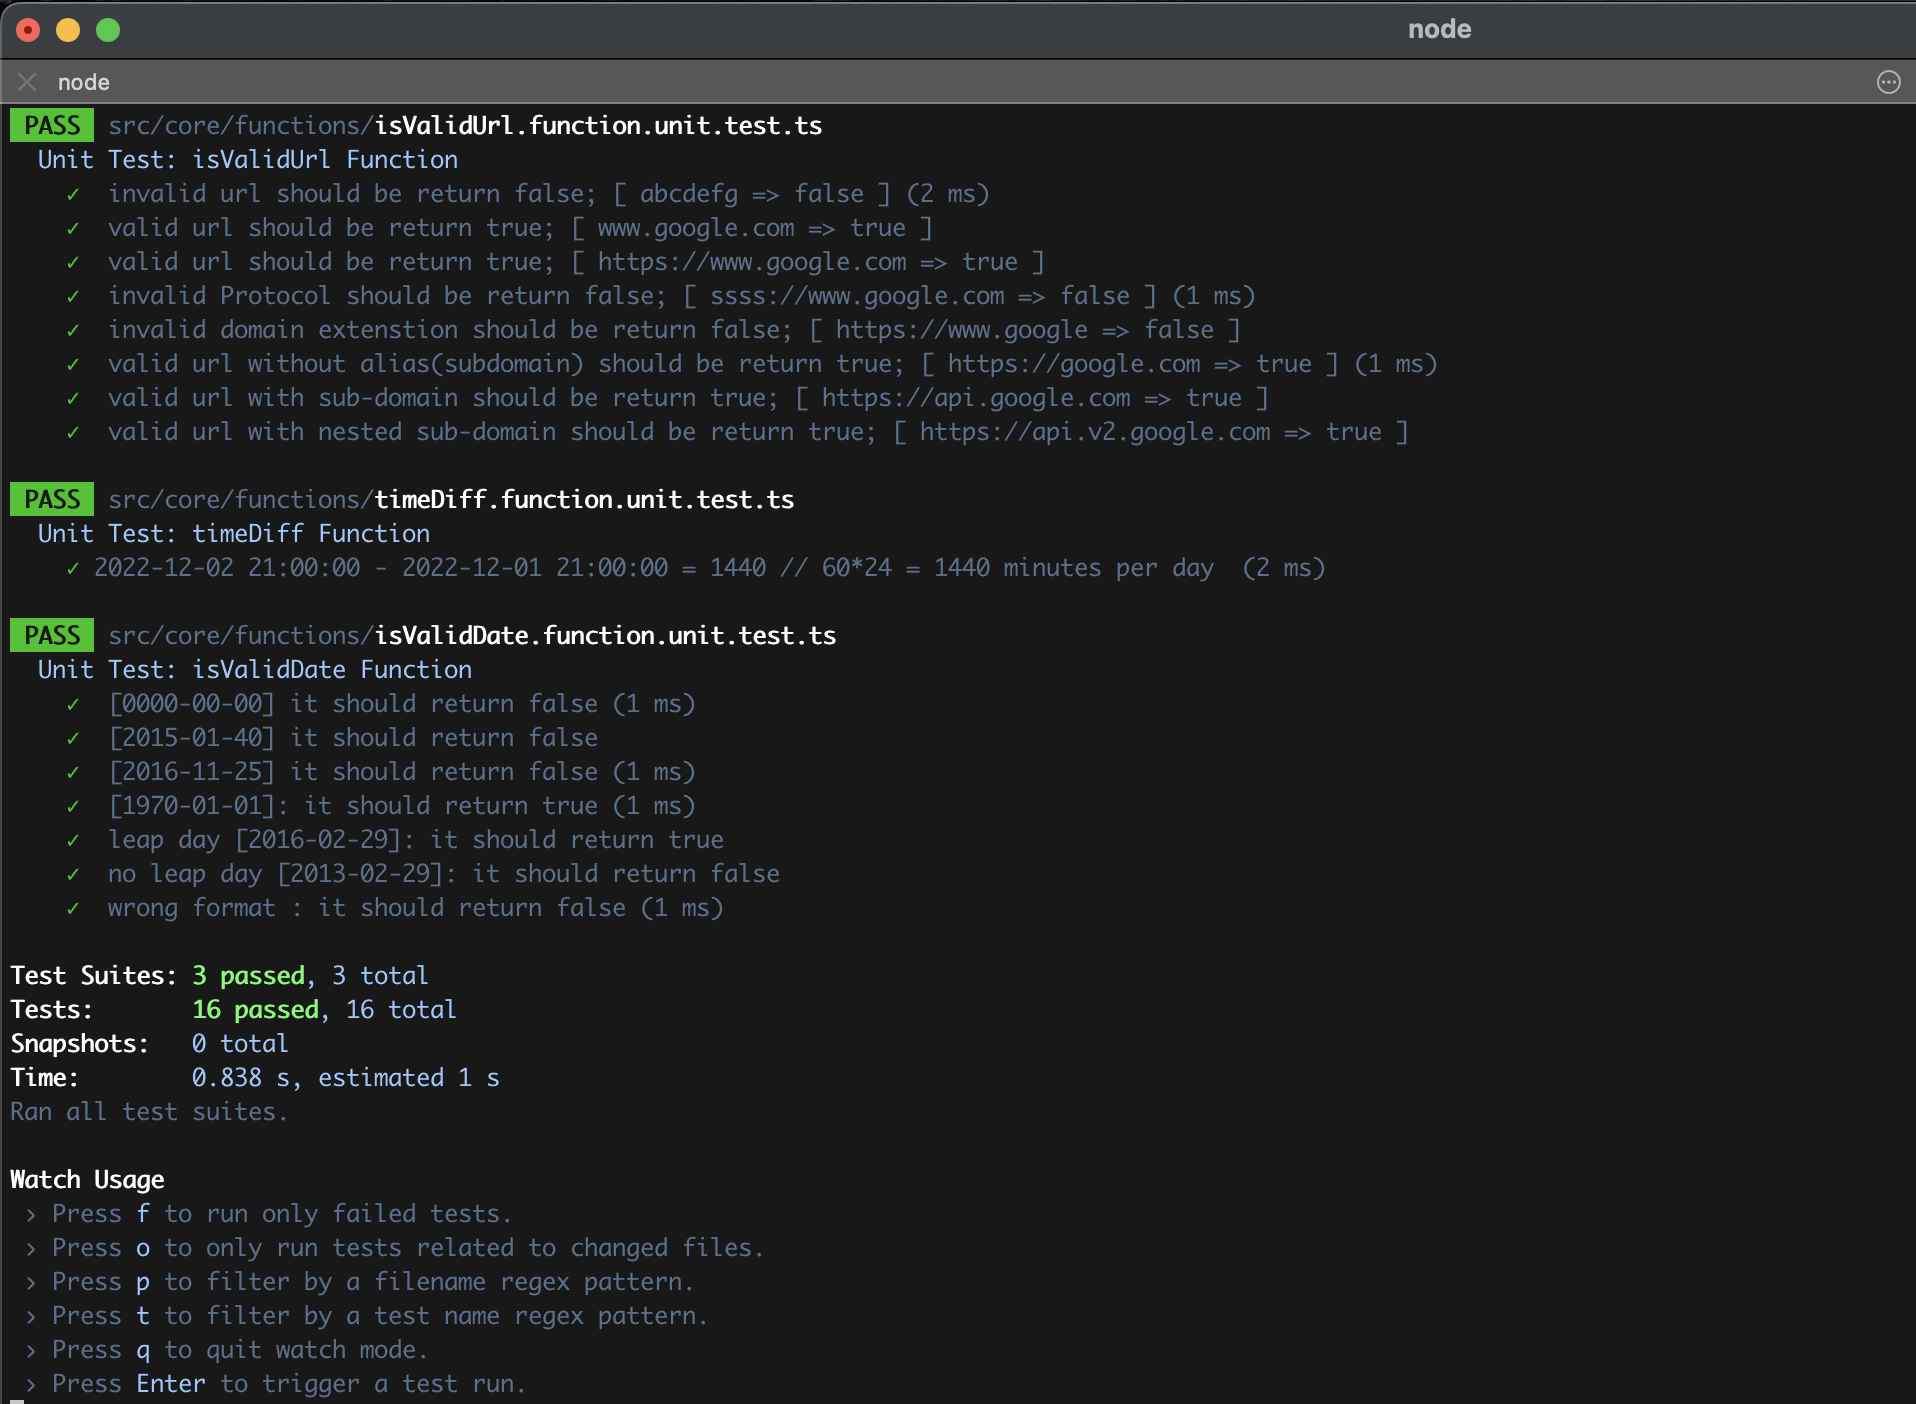 node
node
PASS src/core/functions/isValidUrl.function.unit.test.ts
Unit Test: isValidUrl Function
✓ invalid url should be return false; [ abcdefg => false ] (2 ms)
✓ valid url should be return true; [ www.google.com => true ]
✓ valid url should be return true; [ https://www.google.com => true ]
✓ invalid Protocol should be return false; [ ssss://www.google.com => false ] (1 ms)
✓ invalid domain extenstion should be return false; [ https://www.google => false ]
✓ valid url without alias(subdomain) should be return true; [ https://google.com => true ] (1 ms)
✓ valid url with sub-domain should be return true; [ https://api.google.com => true ]
✓ valid url with nested sub-domain should be return true; [ https://api.v2.google.com => true ]
PASS src/core/functions/timeDiff.function.unit.test.ts
Unit Test: timeDiff Function
✓ 2022-12-02 21:00:00 - 2022-12-01 21:00:00 = 1440 // 60*24 = 1440 minutes per day (2 ms)
PASS src/core/functions/isValidDate.function.unit.test.ts
Unit Test: isValidDate Function
✓ [0000-00-00] it should return false (1 ms)
✓ [2015-01-40] it should return false
✓ [2016-11-25] it should return false (1 ms)
✓ [1970-01-01]: it should return true (1 ms)
✓ leap day [2016-02-29]: it should return true
✓ no leap day [2013-02-29]: it should return false
✓ wrong format : it should return false (1 ms)
Test Suites: 3 passed, 3 total
Tests: 16 passed, 16 total
Snapshots: 0 total
Time: 0.838 s, estimated 1 s
Ran all test suites.
Watch Usage
› Press f to run only failed tests.
› Press o to only run tests related to changed files.
› Press p to filter by a filename regex pattern.
› Press t to filter by a test name regex pattern.
› Press q to quit watch mode.
› Press Enter to trigger a test run.